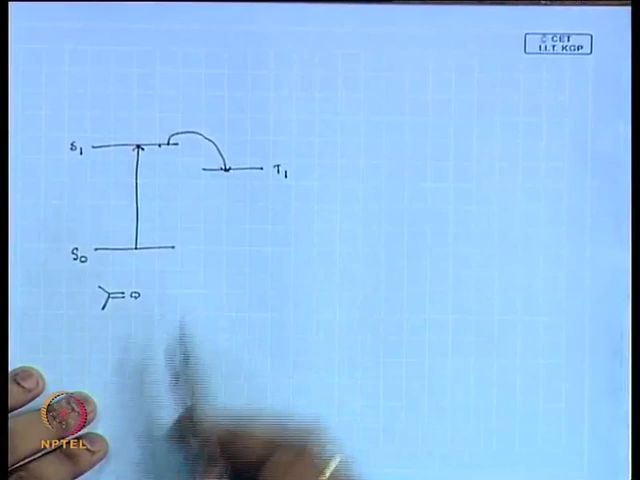 © CET
I.I.T. KGP
S₁
T₁
S₀
O
NPTEL